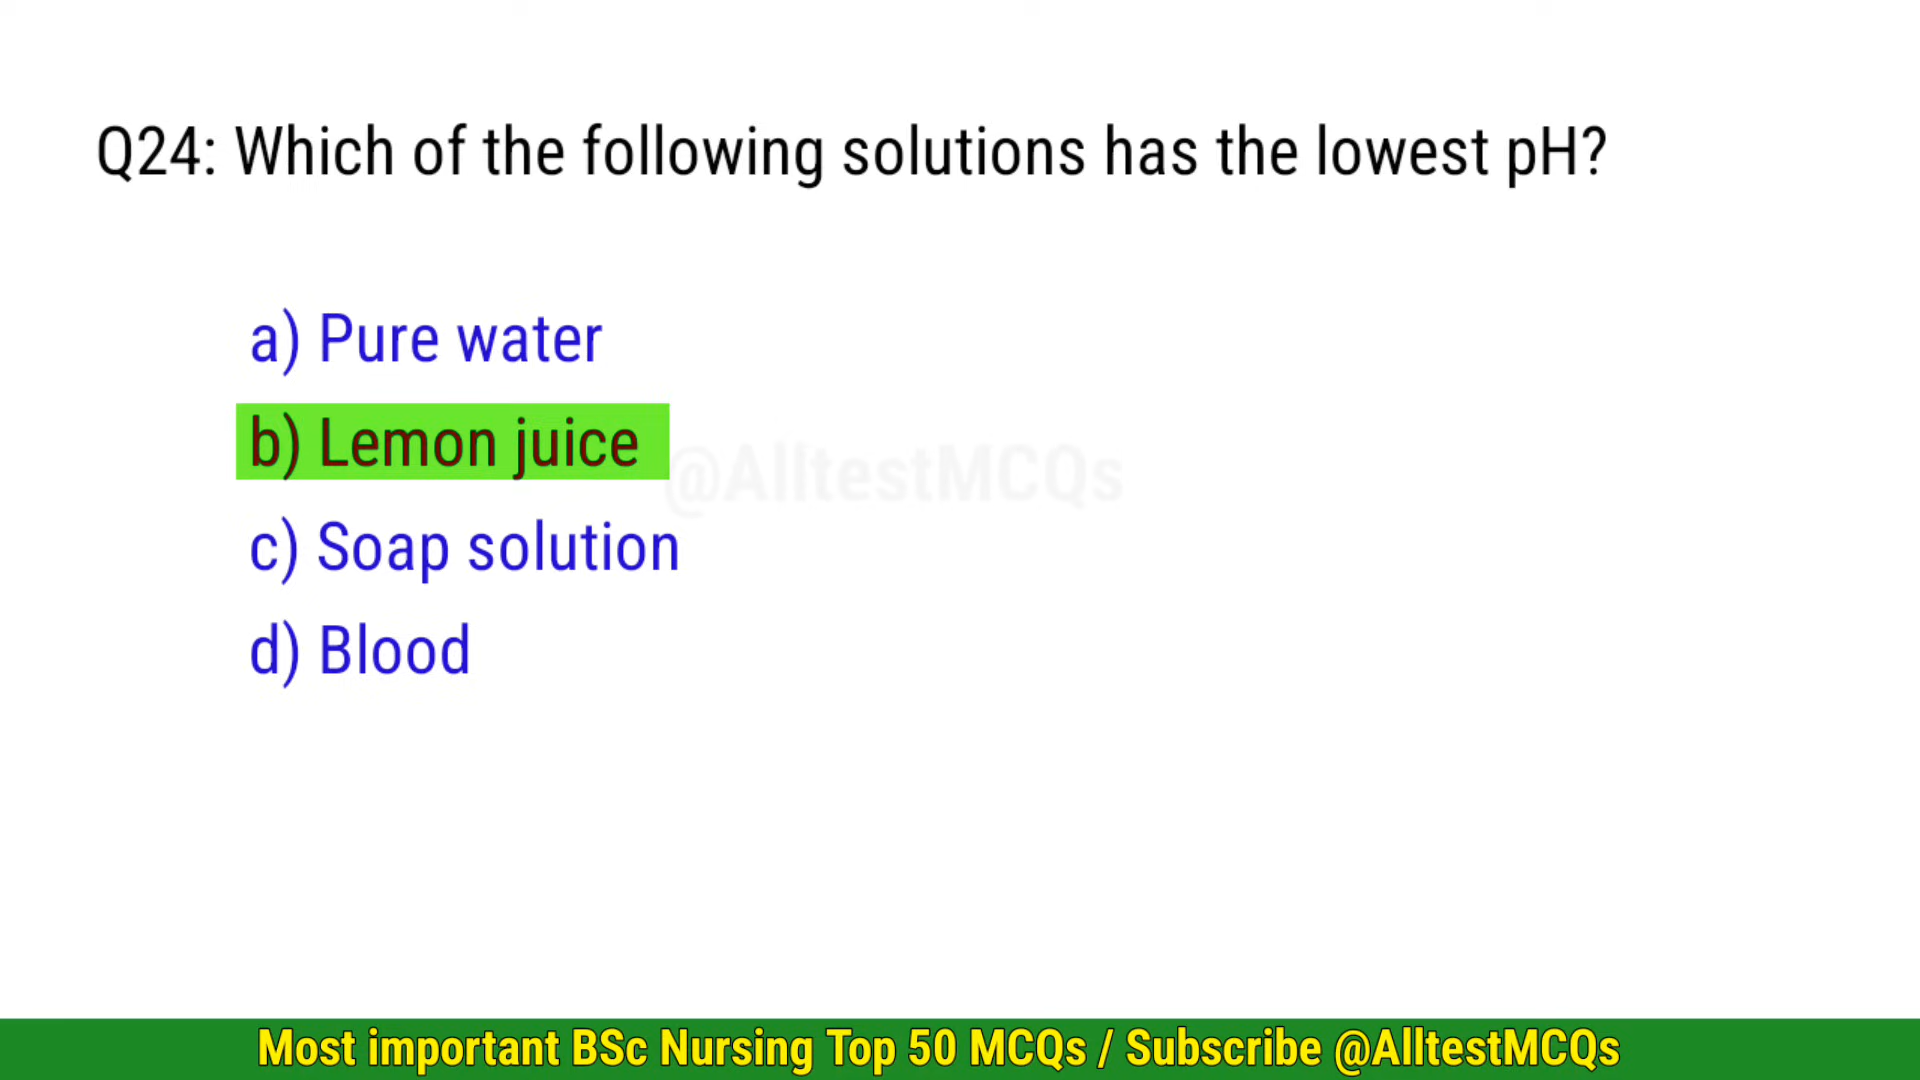 Q24: Which of the following solutions has the lowest pH?
a) Pure water
b) Lemon juice
@AlltestMCQs
c) Soap solution
d) Blood
Most important BSc Nursing Top 50 MCQs / Subscribe @AlltestMCQs